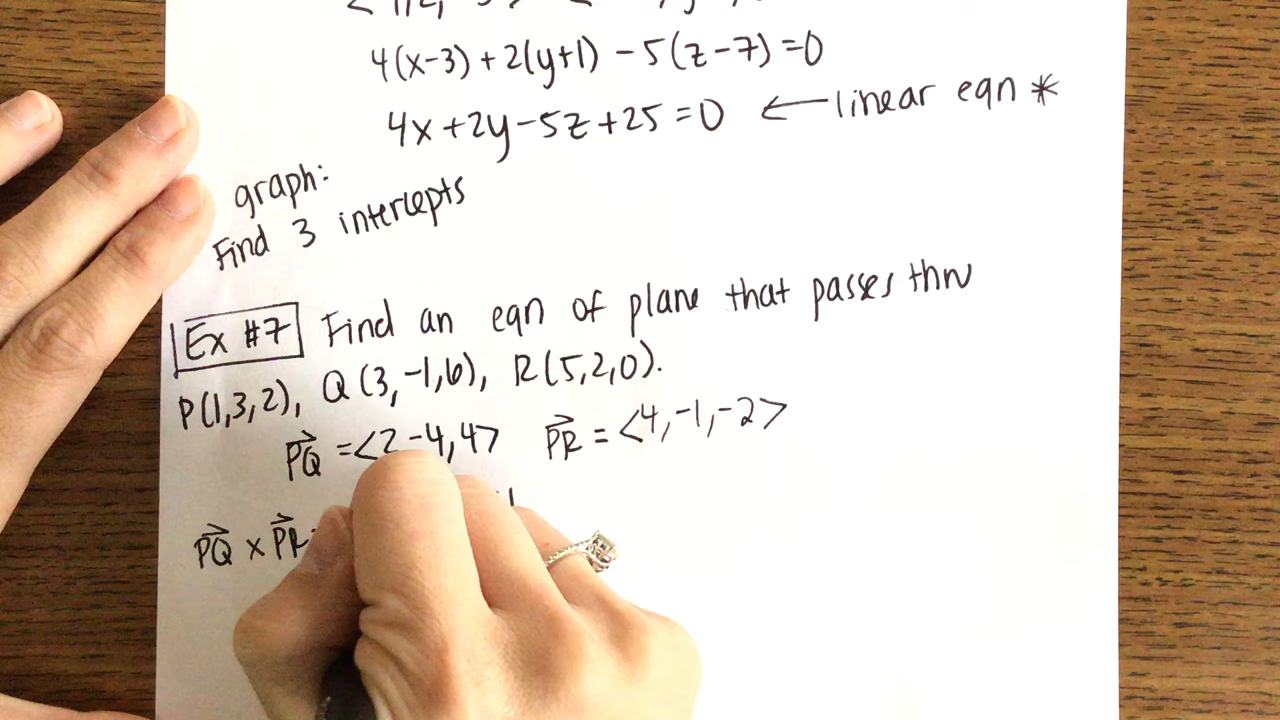 4(x-3) + 2(y+1) - 5(z-7) = 0
4x + 2y - 5z + 25 = 0 ← linear eqn *
graph:
Find 3 intercepts
Ex #7 Find an eqn of plane that passes thru
P(1,3,2), Q(3,-1,6), R(5,2,0).
PQ⃗ = <2 -4, 4> PR⃗ = <4, -1, -2>
PQ⃗ × PR⃗